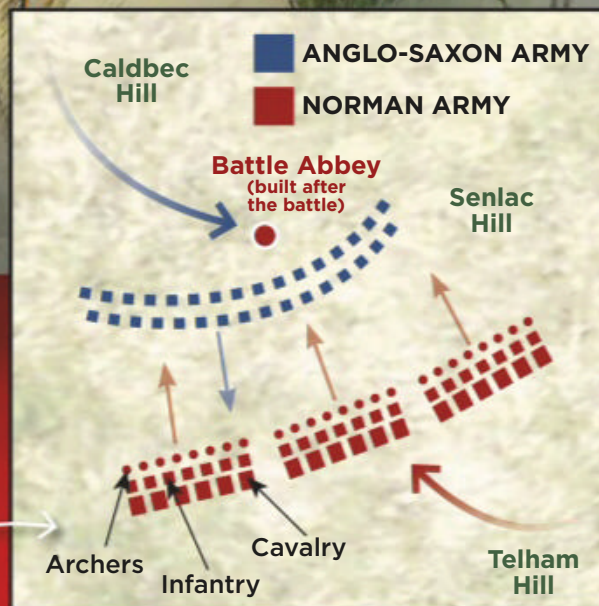 Caldbec
Hill
ANGLO-SAXON ARMY
NORMAN ARMY
Battle Abbey
(built after
the battle)
Senlac
Hill
Archers
Infantry
Cavalry
Telham
Hill